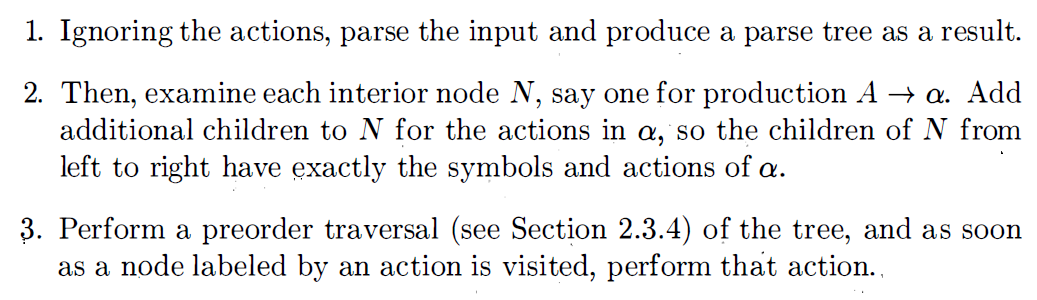 1. Ignoring the actions, parse the input and produce a parse tree as a result.
2. Then, examine each interior node N, say one for production A → α. Add
additional children to N for the actions in α, so the children of N from
left to right have exactly the symbols and actions of α.
3. Perform a preorder traversal (see Section 2.3.4) of the tree, and as soon
as a node labeled by an action is visited, perform that action.